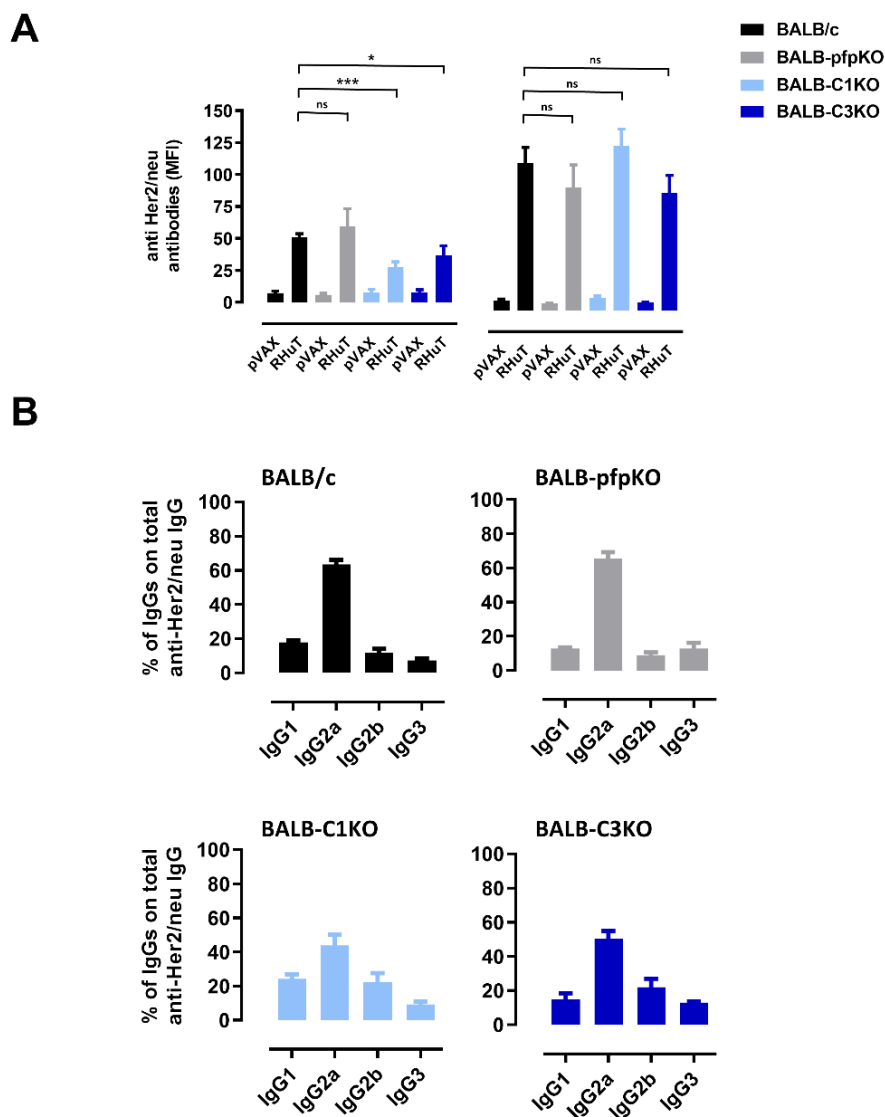 A
BALB/c
BALB-pfpKO
BALB-C1KO
BALB-C3KO
anti Her2/neu
antibodies (MFI)
150
125
100
75
50
25
0
*
***
ns
ns
ns
ns
pVAX
RHuT
pVAX
RHuT
pVAX
RHuT
pVAX
RHuT
pVAX
RHuT
pVAX
RHuT
pVAX
RHuT
pVAX
RHuT
B
BALB/c
% of IgGs on total
anti-Her2/neu IgG
100
80
60
40
20
0
IgG1
IgG2a
IgG2b
IgG3
BALB-pfpKO
100
80
60
40
20
0
IgG1
IgG2a
IgG2b
IgG3
BALB-C1KO
% of IgGs on total
anti-Her2/neu IgG
100
80
60
40
20
0
IgG1
IgG2a
IgG2b
IgG3
BALB-C3KO
100
80
60
40
20
0
IgG1
IgG2a
IgG2b
IgG3